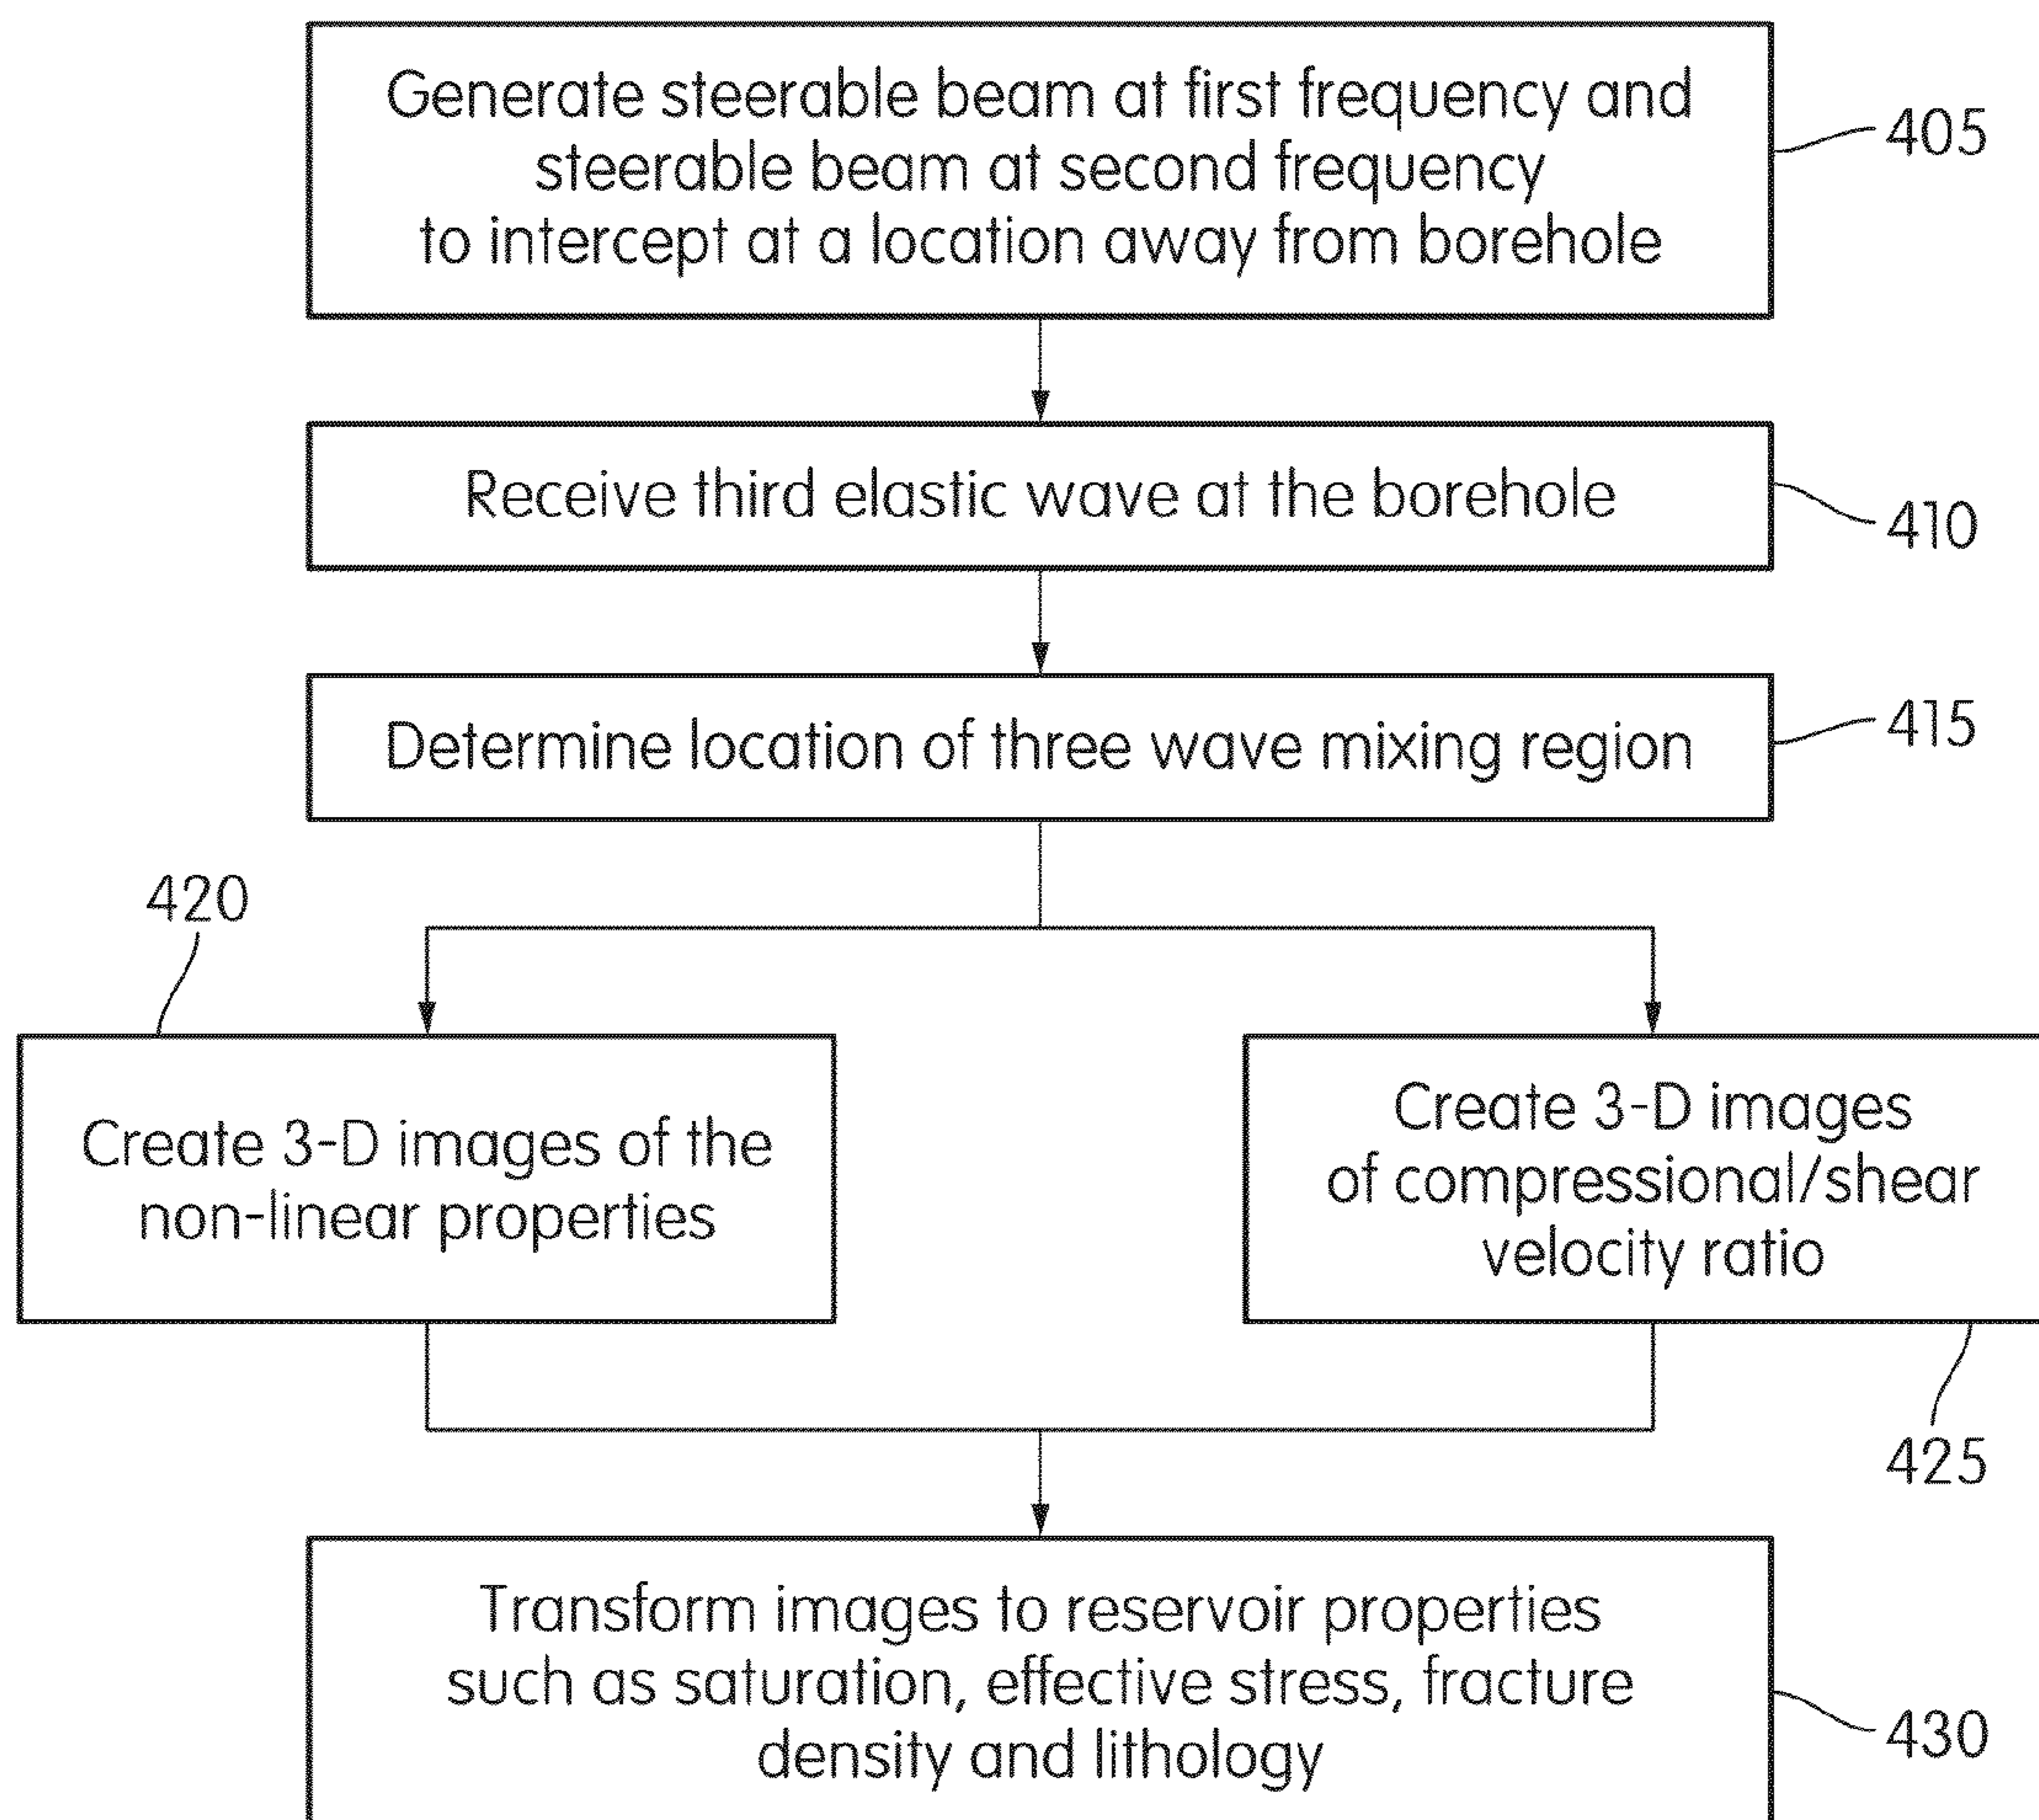 Generate steerable beam at first frequency and
steerable beam at second frequency
to intercept at a location away from borehole
405
Receive third elastic wave at the borehole
410
Determine location of three wave mixing region
415
420
Create 3-D images of the
non-linear properties
Create 3-D images
of compressional/shear
velocity ratio
425
Transform images to reservoir properties
such as saturation, effective stress, fracture
density and lithology
430